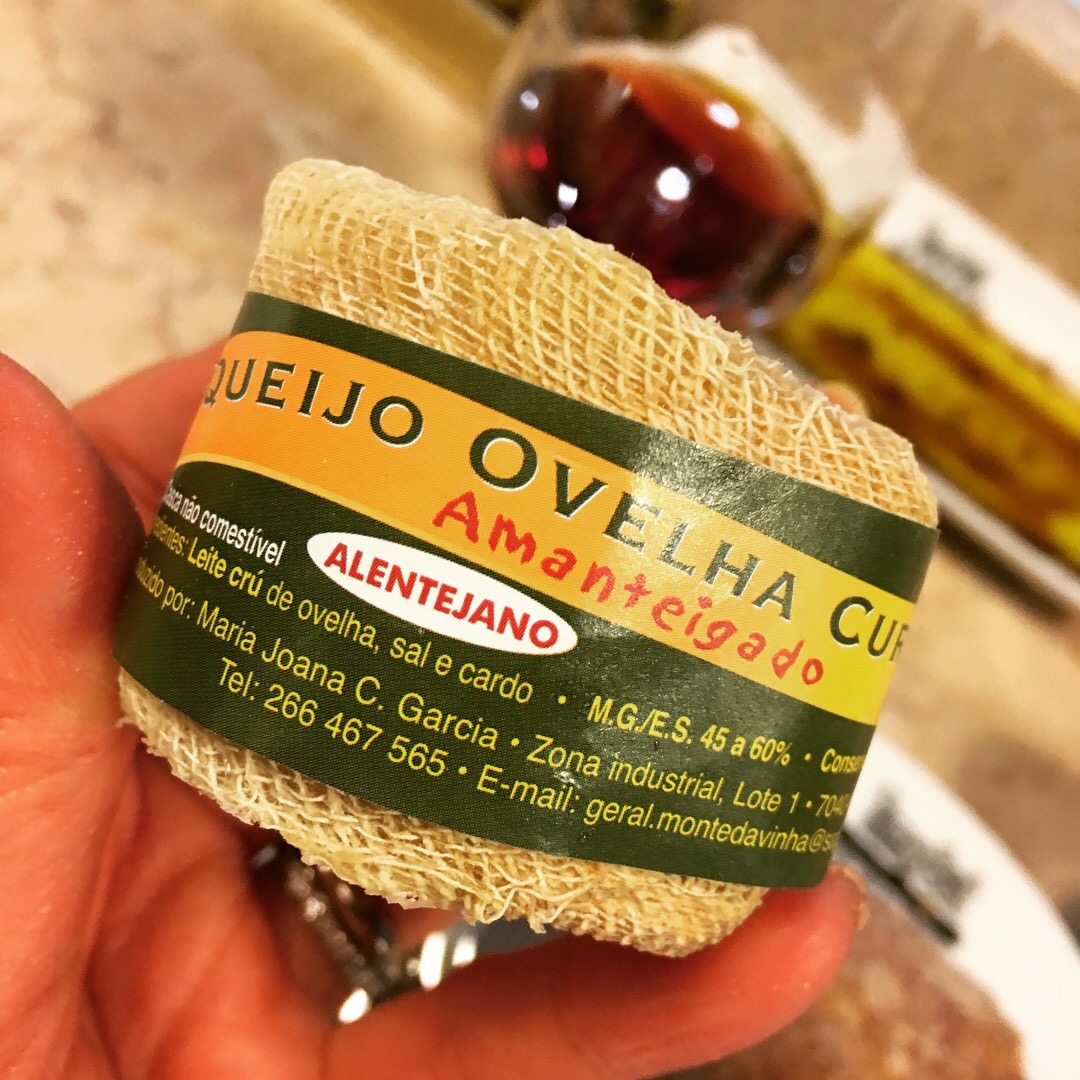 QUEIJO OVELHA
Amanteigado
ALENTEJANO
não comestível
Leite crú de ovelha, sal e cardo • M.G./E.S. 45 a 60% •
por: Maria Joana C. Garcia • Zona industrial, Lote 1 •
Tel: 266 467 565 • E-mail: geral.montedavinha@